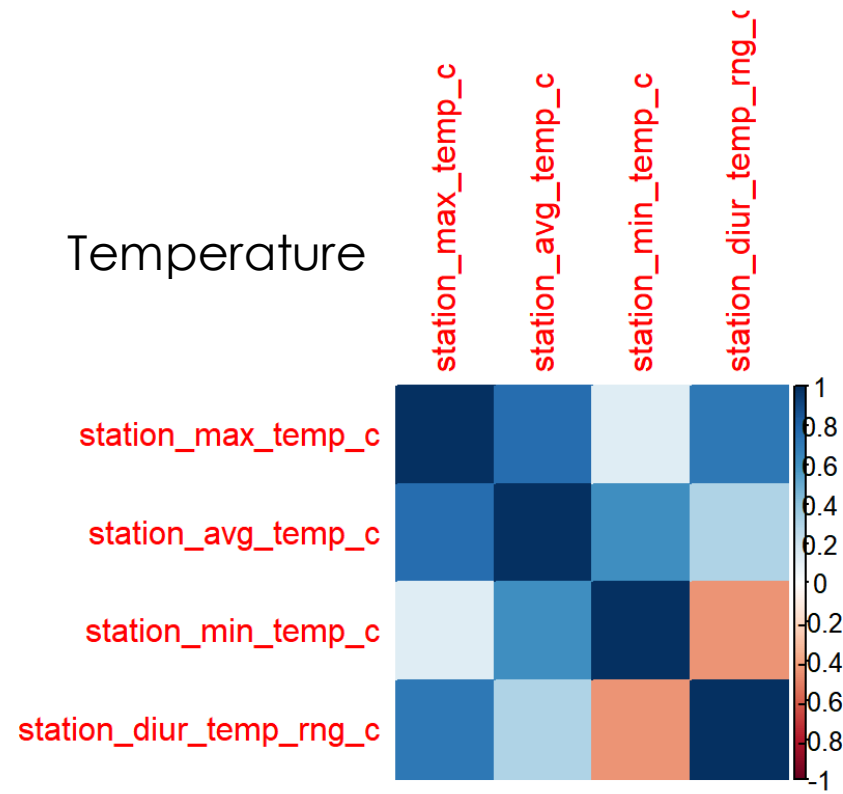 station_max_temp_c
station_avg_temp_c
station_min_temp_c
station_diur_temp_rng_c
Temperature
station_max_temp_c
station_avg_temp_c
station_min_temp_c
station_diur_temp_rng_c
1
0.8
0.6
0.4
0.2
0
-0.2
-0.4
-0.6
-0.8
-1